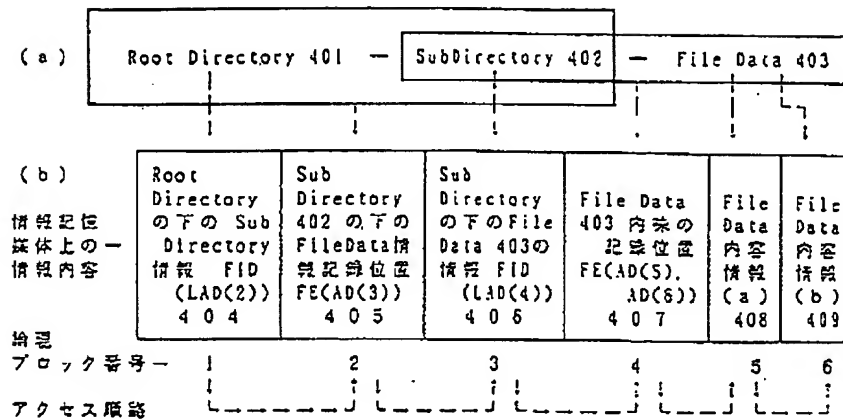 (a) Root Directory 401 — SubDirectory 402 — File Data 403
(b)
情報記憶
媒体上の—
情報内容
Root
Directory
の下の Sub
Directory
情報 FID
(LAD(2))
404
Sub
Directory
402 の下の
FileData情
報記録位置
FE(AD(3))
405
Sub
Directory
の下のFile
Data 403の
情報 FID
(LAD(4))
406
File Data
403 内容の
記録位置
FE(AD(5),
AD(6))
407
File
Data
内容
情報
(a)
408
File
Data
内容
情報
(b)
409
論理
ブロック番号— 1 2 3 4 5 6
アクセス順路